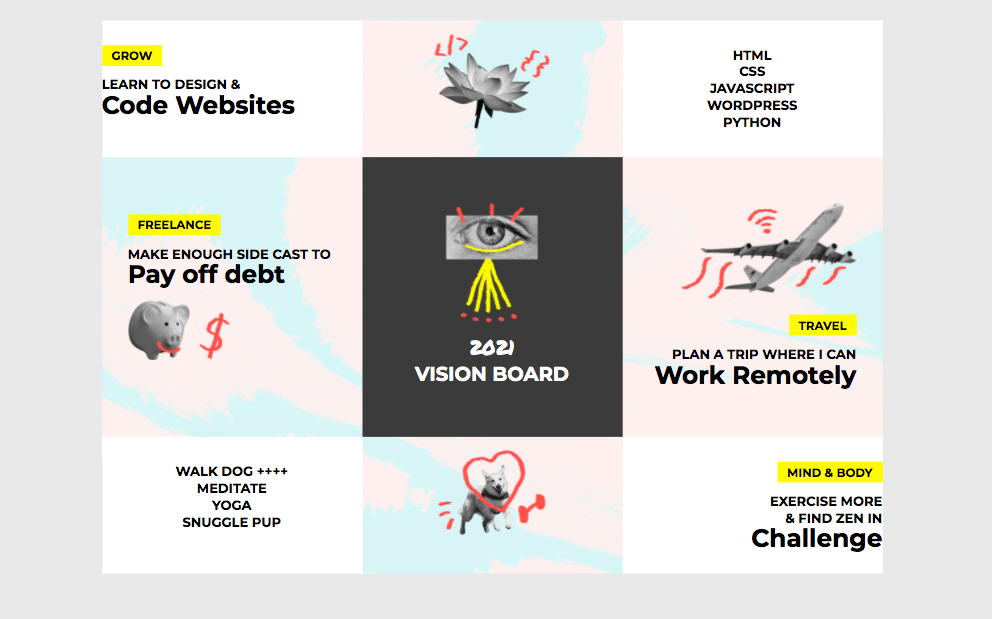 GROW
LEARN TO DESIGN &
Code Websites
</>
{ }
HTML
CSS
JAVASCRIPT
WORDPRESS
PYTHON
FREELANCE
MAKE ENOUGH SIDE CAST TO
Pay off debt
$
2021
VISION BOARD
TRAVEL
PLAN A TRIP WHERE I CAN
Work Remotely
WALK DOG ++++
MEDITATE
YOGA
SNUGGLE PUP
MIND & BODY
EXERCISE MORE
& FIND ZEN IN
Challenge